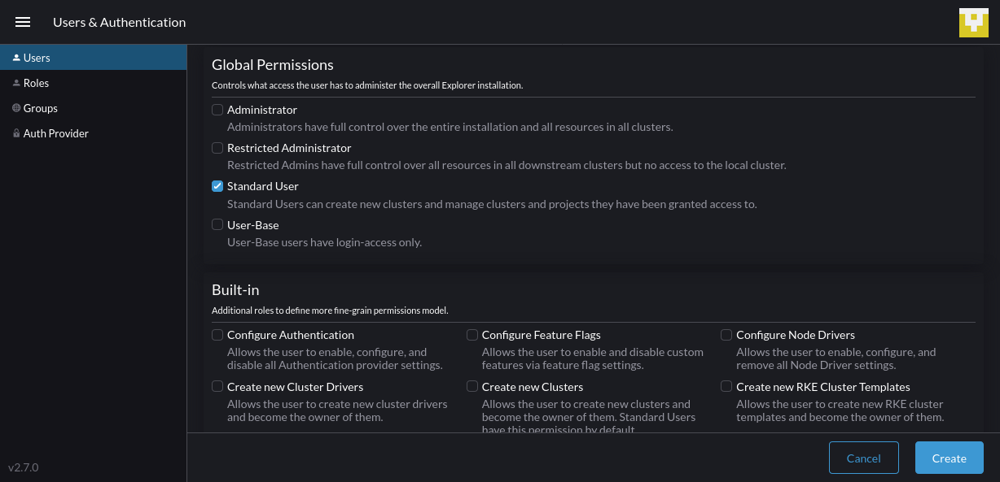 Users & Authentication
Users
Roles
Groups
Auth Provider
v2.7.0
Global Permissions
Controls what access the user has to administer the overall Explorer installation.
Administrator
Administrators have full control over the entire installation and all resources in all clusters.
Restricted Administrator
Restricted Admins have full control over all resources in all downstream clusters but no access to the local cluster.
Standard User
Standard Users can create new clusters and manage clusters and projects they have been granted access to.
User-Base
User-Base users have login-access only.
Built-in
Additional roles to define more fine-grain permissions model.
Configure Authentication
Allows the user to enable, configure, and
disable all Authentication provider settings.
Configure Feature Flags
Allows the user to enable and disable custom
features via feature flag settings.
Configure Node Drivers
Allows the user to enable, configure, and
remove all Node Driver settings.
Create new Cluster Drivers
Allows the user to create new cluster drivers
and become the owner of them.
Create new Clusters
Allows the user to create new clusters and
become the owner of them. Standard Users
have this permission by default.
Create new RKE Cluster Templates
Allows the user to create new RKE cluster
templates and become the owner of them.
Cancel
Create